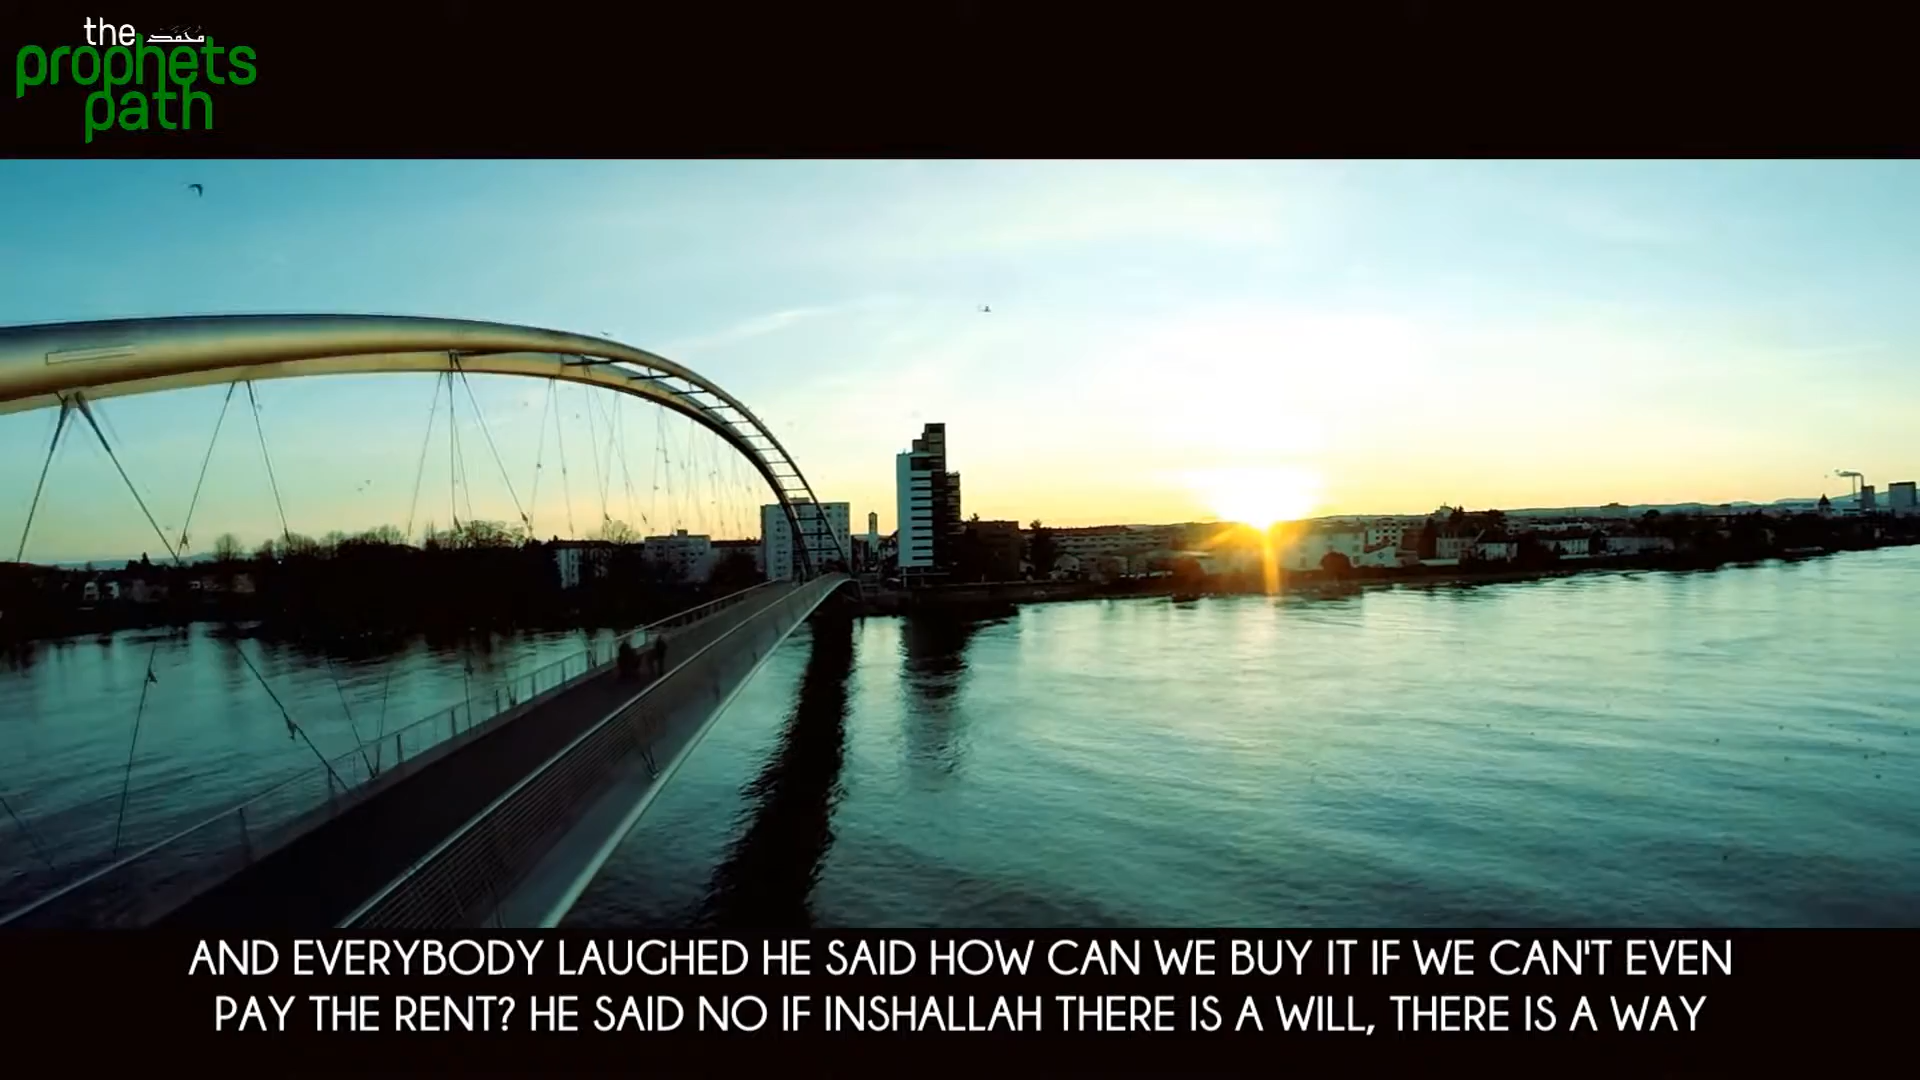 the محمد
prophets
path
AND EVERYBODY LAUGHED HE SAID HOW CAN WE BUY IT IF WE CAN'T EVEN
PAY THE RENT? HE SAID NO IF INSHALLAH THERE IS A WILL, THERE IS A WAY